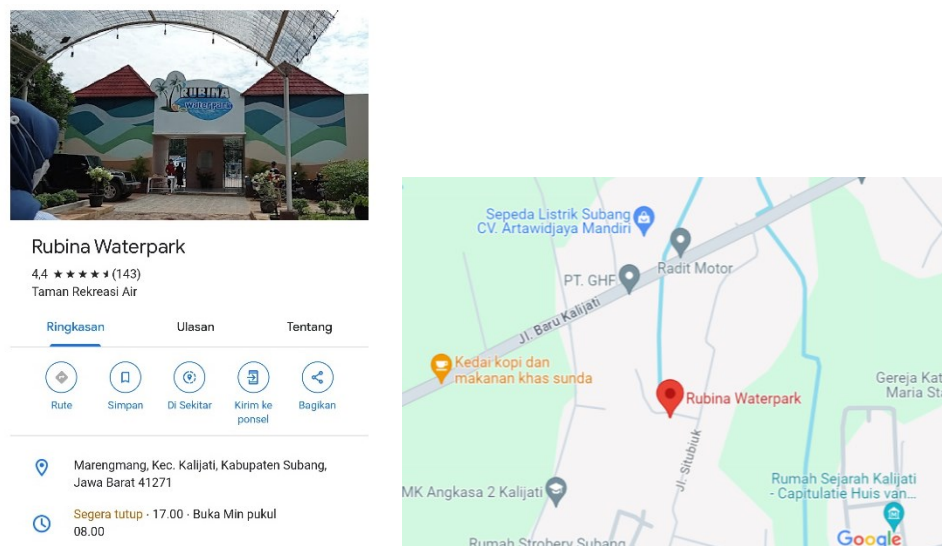 RUBINA
Waterpark
Rubina Waterpark
4,4 ★★★★★ (143)
Taman Rekreasi Air
Ringkasan
Ulasan
Tentang
Rute
Simpan
Di Sekitar
Kirim ke
ponsel
Bagikan
Marengmang, Kec. Kalijati, Kabupaten Subang,
Jawa Barat 41271
Segera tutup · 17.00 · Buka Min pukul
08.00
Sepeda Listrik Subang
CV. Artawidjaya Mandiri
PT. GHF
Radit Motor
Jl. Baru Kalijati
Kedai kopi dan
makanan khas sunda
Rubina Waterpark
Gereja Kat
Maria Sta
Jl. Situbiuk
MK Angkasa 2 Kalijati
Rumah Sejarah Kalijati
- Capitulatie Huis van...
Rumah Strobery Subang
Google